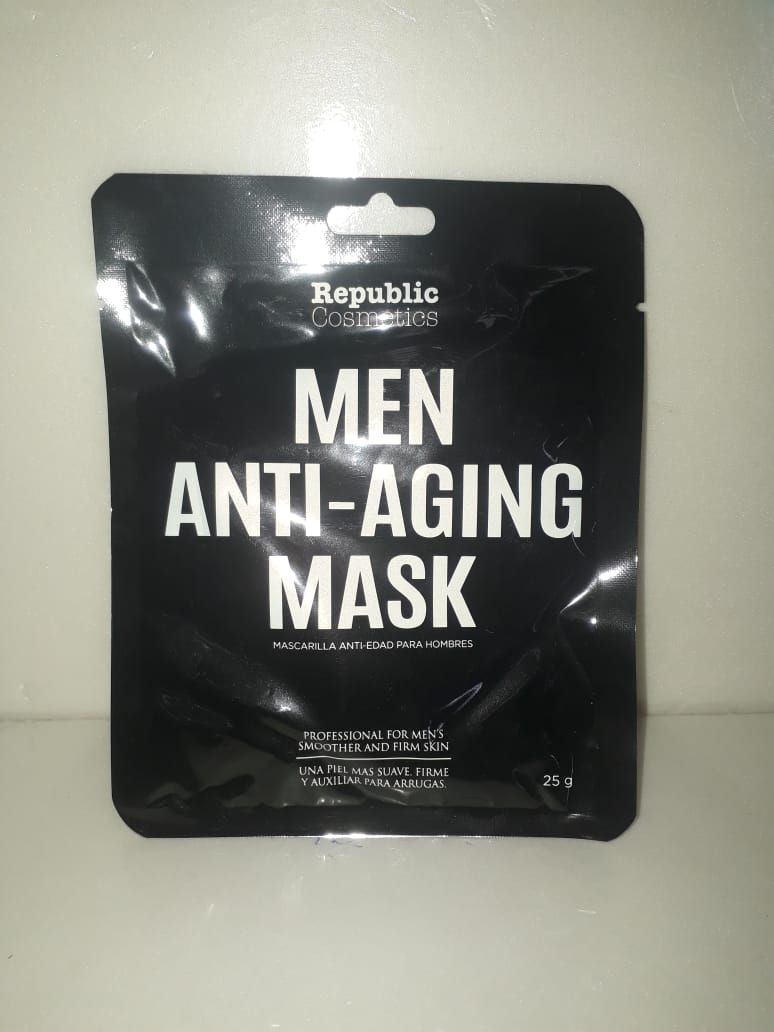 Republic
Cosmetics
MEN
ANTI-AGING
MASK
MASCARILLA ANTI-EDAD PARA HOMBRES
PROFESSIONAL FOR MEN'S
SMOOTHER AND FIRM SKIN
UNA PIEL MAS SUAVE, FIRME
Y AUXILIAR PARA ARRUGAS.
25 g